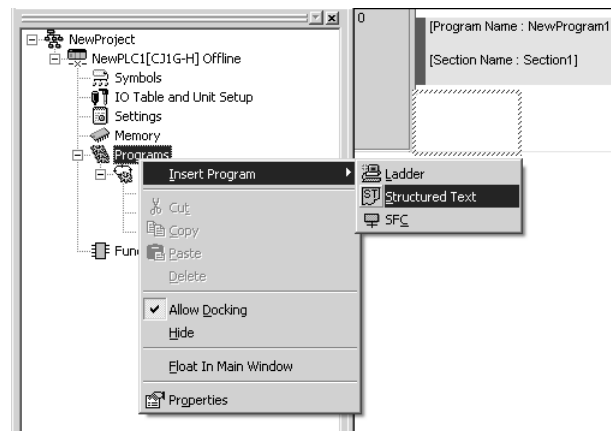 NewProject
NewPLC1[CJ1G-H] Offline
Symbols
IO Table and Unit Setup
Settings
Memory
Programs
Insert Program
Cut
Copy
Paste
Delete
Allow Docking
Hide
Float In Main Window
Properties
Ladder
ST Structured Text
SFC
0
[Program Name : NewProgram1
[Section Name : Section1]